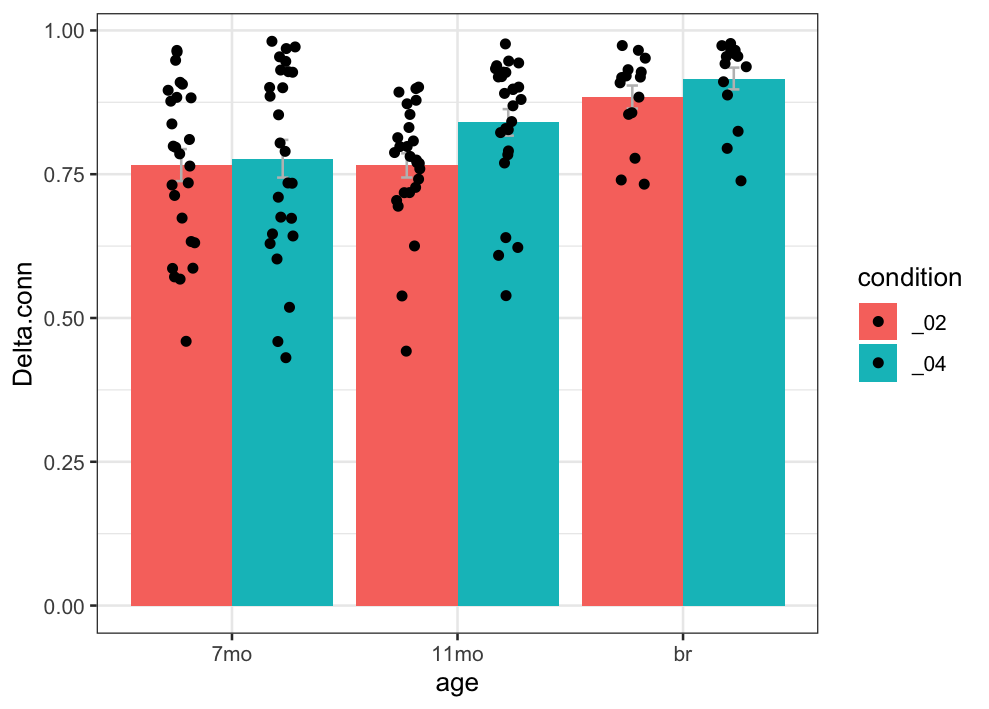 1.00
0.75
0.50
0.25
0.00
Delta.conn
7mo
11mo
br
age
condition
_02
_04